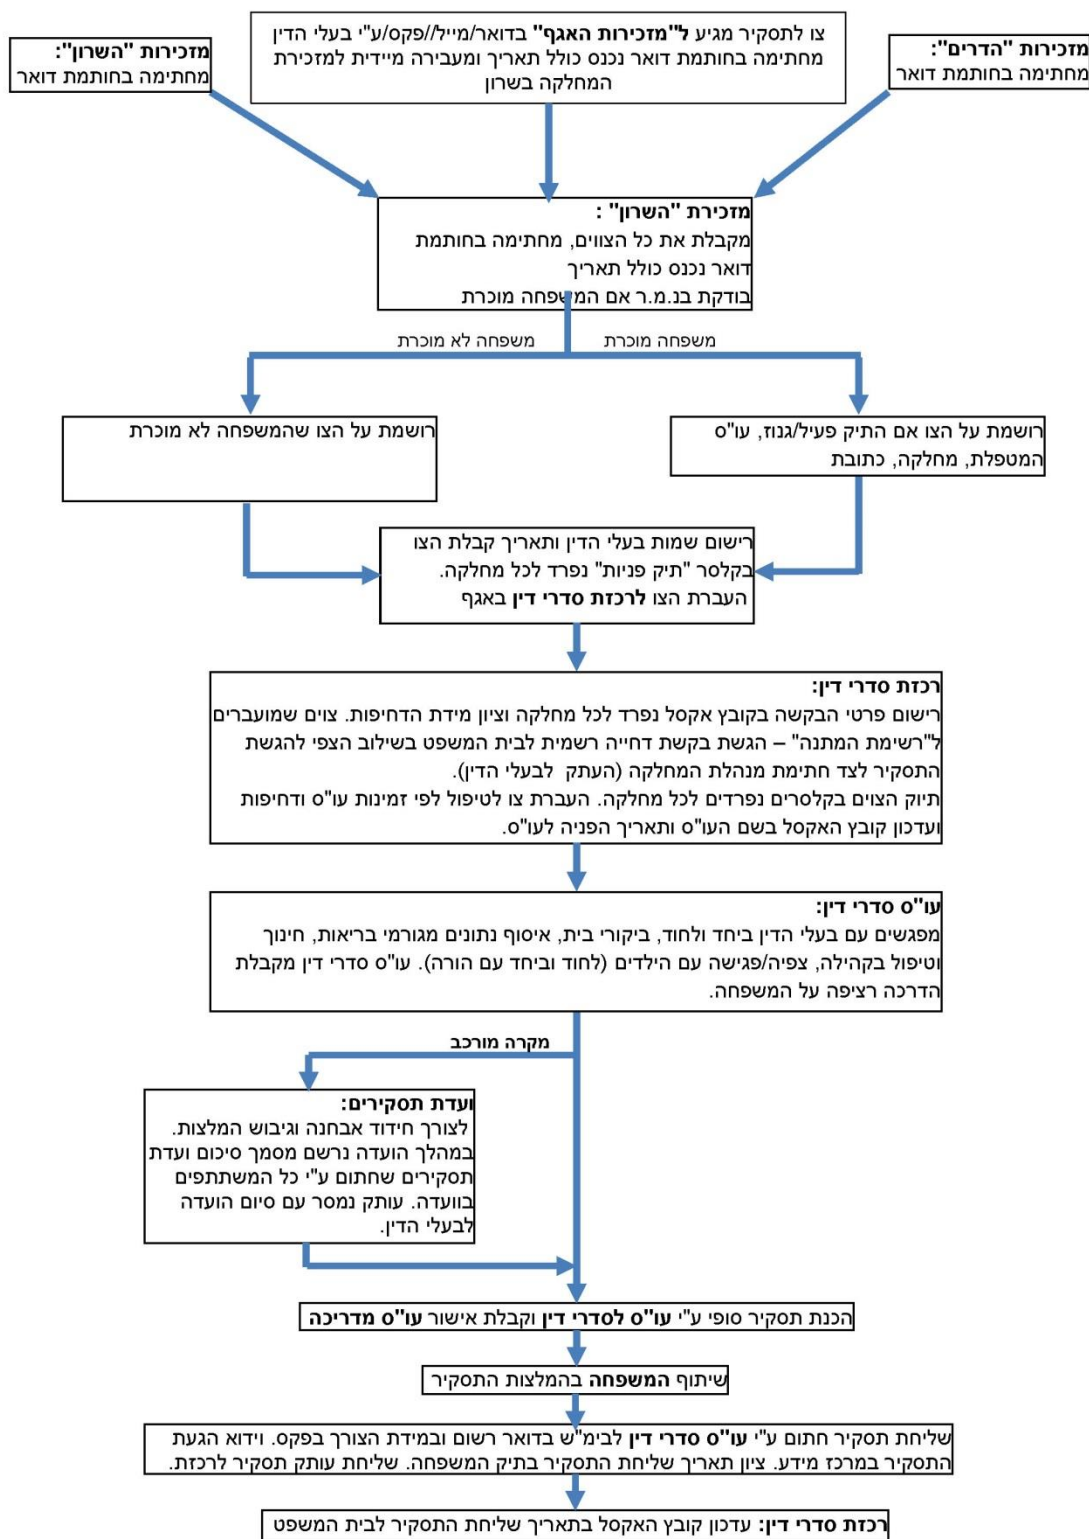 מזכירות "הדרים":
מחתימה בחותמת דואר
צו לתסקיר מגיע ל"מזכירות האגף" בדואר/מייל//פקס/ע"י בעלי הדין
מחתימה בחותמת דואר נכנס כולל תאריך ומעבירה מיידית למזכירת
המחלקה בשרון
מזכירות "השרון":
מחתימה בחותמת דואר
מזכירת "השרון" :
מקבלת את כל הצווים, מחתימה בחותמת
דואר נכנס כולל תאריך
בודקת בנ.מ.ר אם המשפחה מוכרת
משפחה מוכרת
משפחה לא מוכרת
רושמת על הצו אם התיק פעיל/גנוז, עו"ס
המטפלת, מחלקה, כתובת
רושמת על הצו שהמשפחה לא מוכרת
רישום שמות בעלי הדין ותאריך קבלת הצו
בקלסר "תיק פניות" נפרד לכל מחלקה.
העברת הצו לרכזת סדרי דין באגף
רכזת סדרי דין:
רישום פרטי הבקשה בקובץ אקסל נפרד לכל מחלקה וציון מידת הדחיפות. צוים שמועברים
ל"רשימת המתנה" – הגשת בקשת דחייה רשמית לבית המשפט בשילוב הצפי להגשת
התסקיר לצד חתימת מנהלת המחלקה (העתק לבעלי הדין).
תיוק הצוים בקלסרים נפרדים לכל מחלקה. העברת צו לטיפול לפי זמינות עו"ס ודחיפות
ועדכון קובץ האקסל בשם העו"ס ותאריך הפניה לעו"ס.
עו"ס סדרי דין:
מפגשים עם בעלי הדין ביחד ולחוד, ביקורי בית, איסוף נתונים מגורמי בריאות, חינוך
וטיפול בקהילה, צפיה/פגישה עם הילדים (לחוד וביחד עם הורה). עו"ס סדרי דין מקבלת
הדרכה רציפה על המשפחה.
מקרה מורכב
ועדת תסקירים:
לצורך חידוד אבחנה וגיבוש המלצות.
במהלך הועדה נרשם מסמך סיכום ועדת
תסקירים שחתום ע"י כל המשתתפים
בוועדה. עותק נמסר עם סיום הועדה
לבעלי הדין.
הכנת תסקיר סופי ע"י עו"ס לסדרי דין וקבלת אישור עו"ס מדריכה
שיתוף המשפחה בהמלצות התסקיר
שליחת תסקיר חתום ע"י עו"ס סדרי דין לבימ"ש בדואר רשום ובמידת הצורך בפקס. וידוא הגעת
התסקיר במרכז מידע. ציון תאריך שליחת התסקיר בתיק המשפחה. שליחת עותק תסקיר לרכזת.
רכזת סדרי דין: עדכון קובץ האקסל בתאריך שליחת התסקיר לבית המשפט